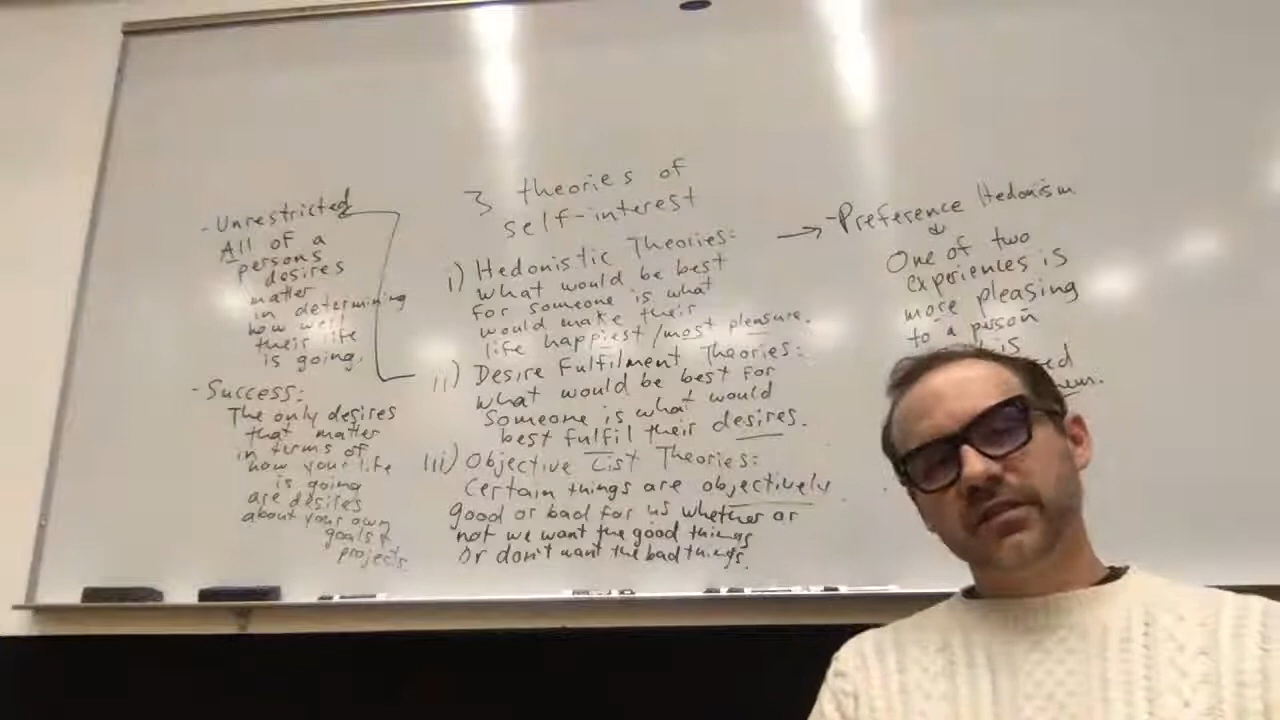 3 theories of
self-interest
i) Hedonistic Theories:
what would be best
for someone is what
would make their
life happiest/most pleasure.
ii) Desire Fulfilment Theories:
what would be best for
someone is what would
best fulfil their desires.
iii) Objective List Theories:
certain things are objectively
good or bad for us whether or
not we want the good things
or don't want the bad things.
-Unrestricted
All of a
persons
desires
matter
in determining
how well
their life
is going.
-Success:
The only desires
that matter
in terms of
how your life
is going
are desires
about your own
goals &
projects
→ -Preference Hedonism
One of two
experiences is
more pleasing
to a person
is